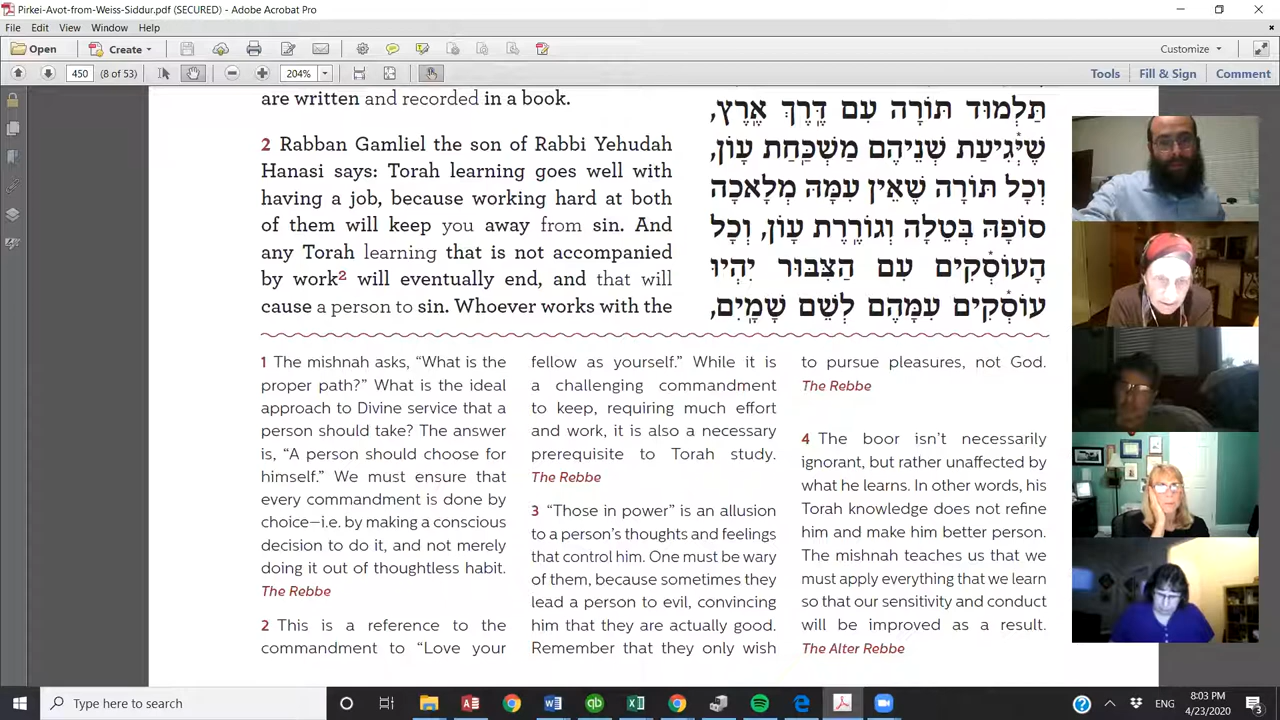 Pirkei-Avot-from-Weiss-Siddur.pdf (SECURED) - Adobe Acrobat Pro
File Edit View Window Help
Open Create Customize
450 (8 of 53) 204% Tools Fill & Sign Comment
are written and recorded in a book.
2 Rabban Gamliel the son of Rabbi Yehudah
Hanasi says: Torah learning goes well with
having a job, because working hard at both
of them will keep you away from sin. And
any Torah learning that is not accompanied
by work2 will eventually end, and that will
cause a person to sin. Whoever works with the
תַּלְמוּד תּוֹרָה עִם דֶּרֶךְ אֶרֶץ,
שֶׁיְּגִיעַת שְׁנֵיהֶם מַשְׁכַּחַת עָוֹן,
וְכָל תּוֹרָה שֶׁאֵין עִמָּהּ מְלָאכָה
סוֹפָהּ בְּטֵלָה וְגוֹרֶרֶת עָוֹן, וְכָל
הָעוֹסְקִים עִם הַצִּבּוּר יִהְיוּ
עוֹסְקִים עִמָּהֶם לְשֵׁם שָׁמָיִם,
1 The mishnah asks, “What is the
proper path?” What is the ideal
approach to Divine service that a
person should take? The answer
is, “A person should choose for
himself.” We must ensure that
every commandment is done by
choice—i.e. by making a conscious
decision to do it, and not merely
doing it out of thoughtless habit.
The Rebbe
2 This is a reference to the
commandment to “Love your
fellow as yourself.” While it is
a challenging commandment
to keep, requiring much effort
and work, it is also a necessary
prerequisite to Torah study.
The Rebbe
3 “Those in power” is an allusion
to a person’s thoughts and feelings
that control him. One must be wary
of them, because sometimes they
lead a person to evil, convincing
him that they are actually good.
Remember that they only wish
to pursue pleasures, not God.
The Rebbe
4 The boor isn’t necessarily
ignorant, but rather unaffected by
what he learns. In other words, his
Torah knowledge does not refine
him and make him better person.
The mishnah teaches us that we
must apply everything that we learn
so that our sensitivity and conduct
will be improved as a result.
The Alter Rebbe
Type here to search
ENG
8:03 PM
4/23/2020
3